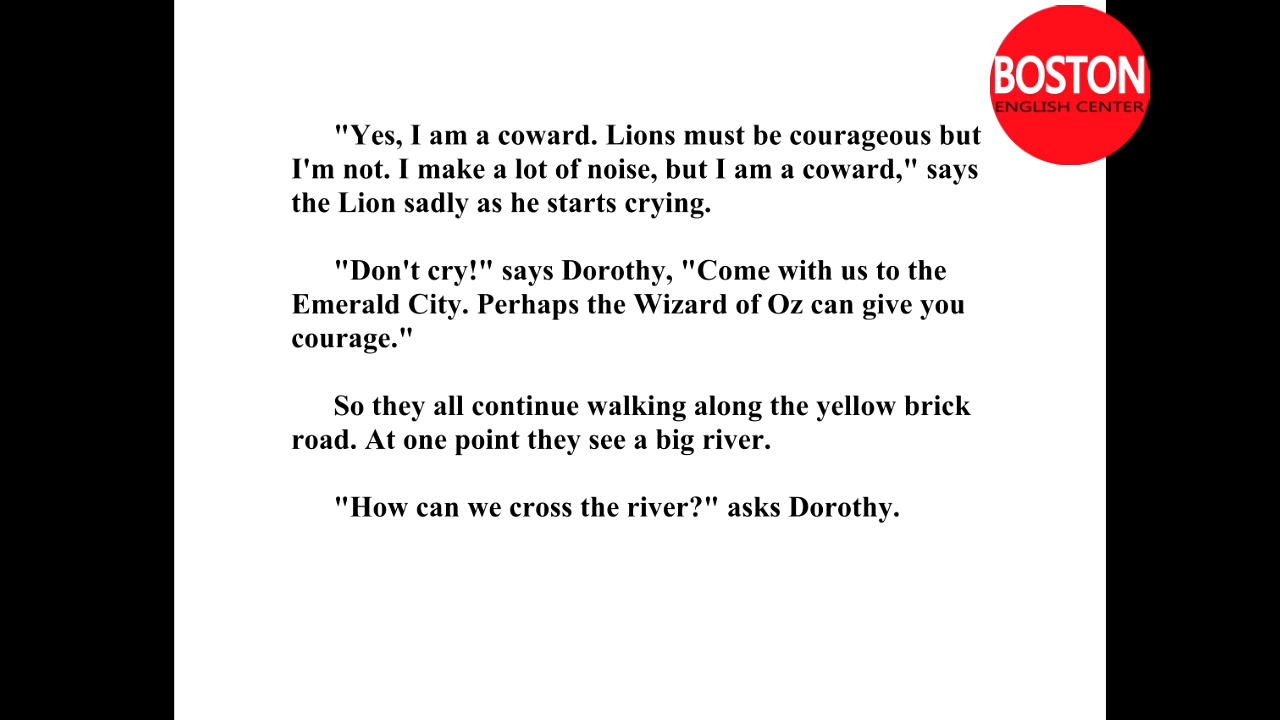 BOSTON
ENGLISH CENTER
"Yes, I am a coward. Lions must be courageous but
I'm not. I make a lot of noise, but I am a coward," says
the Lion sadly as he starts crying.
"Don't cry!" says Dorothy, "Come with us to the
Emerald City. Perhaps the Wizard of Oz can give you
courage."
So they all continue walking along the yellow brick
road. At one point they see a big river.
"How can we cross the river?" asks Dorothy.